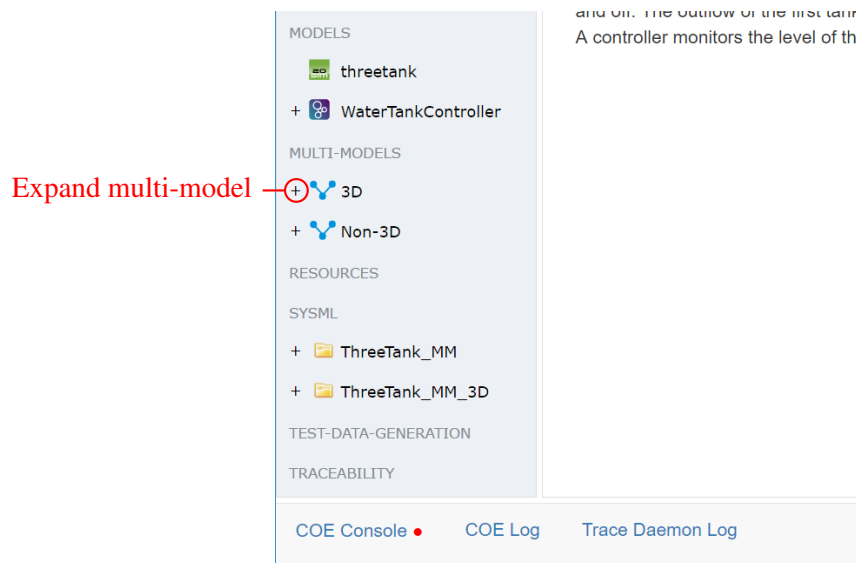 and off. The outflow of the first tank
MODELS
A controller monitors the level of th
threetank
+ WaterTankController
MULTI-MODELS
Expand multi-model
+ 3D
+ Non-3D
RESOURCES
SYSML
+ ThreeTank_MM
+ ThreeTank_MM_3D
TEST-DATA-GENERATION
TRACEABILITY
COE Console COE Log Trace Daemon Log